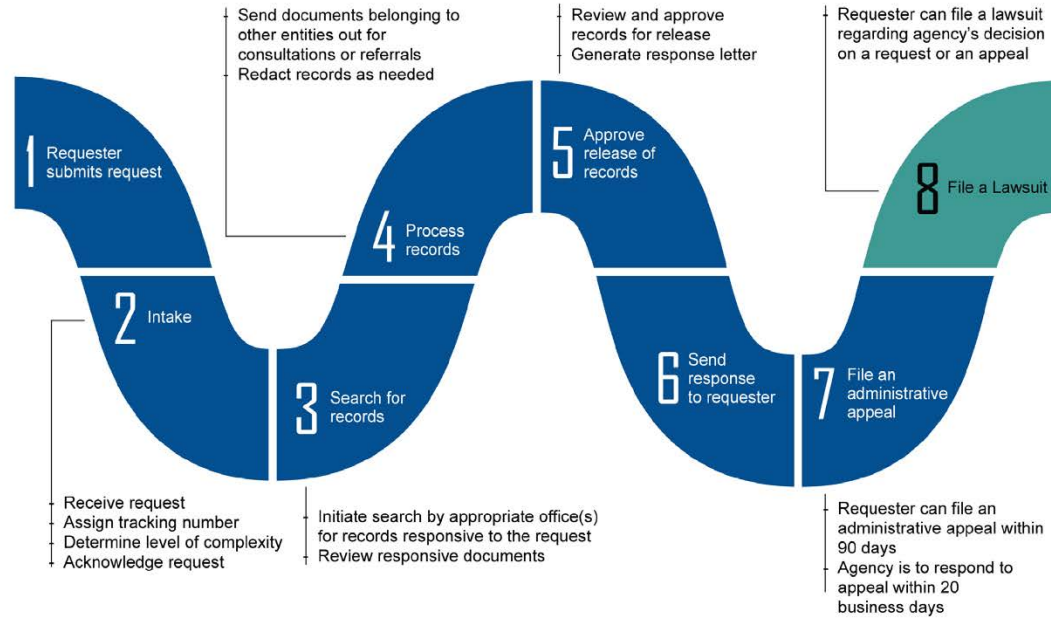 1 Requester
submits request
2 Intake
Receive request
Assign tracking number
Determine level of complexity
Acknowledge request
3 Search for
records
Initiate search by appropriate office(s)
for records responsive to the request
Review responsive documents
4 Process
records
Send documents belonging to
other entities out for
consultations or referrals
Redact records as needed
5 Approve
release of
records
Review and approve
records for release
Generate response letter
6 Send
response
to requester
7 File an
administrative
appeal
Requester can file an
administrative appeal within
90 days
Agency is to respond to
appeal within 20
business days
8 File a Lawsuit
Requester can file a lawsuit
regarding agency's decision
on a request or an appeal